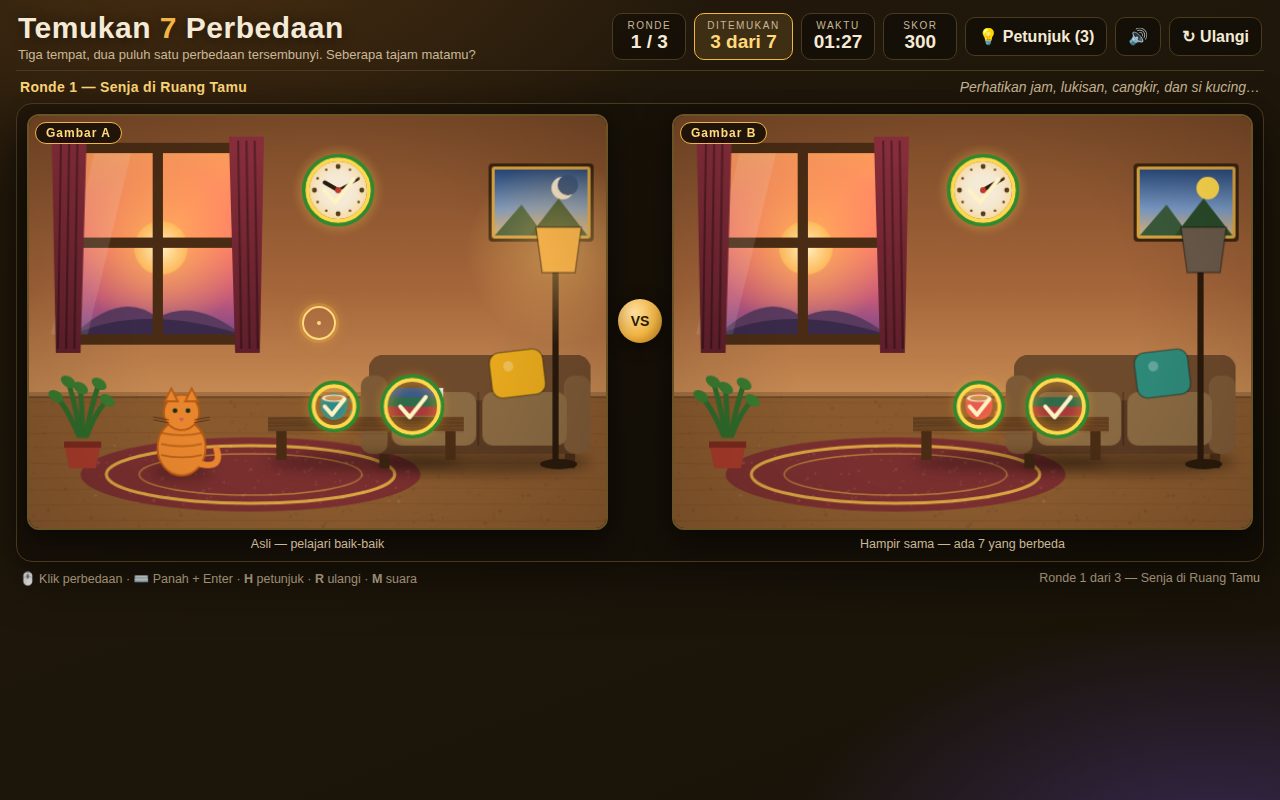 Temukan 7 Perbedaan
Tiga tempat, dua puluh satu perbedaan tersembunyi. Seberapa tajam matamu?
RONDE
1 / 3
DITEMUKAN
3 dari 7
WAKTU
01:27
SKOR
300
Petunjuk (3)
↻ Ulangi
Ronde 1 — Senja di Ruang Tamu
Perhatikan jam, lukisan, cangkir, dan si kucing…
Gambar A
Gambar B
VS
Asli — pelajari baik-baik
Hampir sama — ada 7 yang berbeda
Klik perbedaan · Panah + Enter · H petunjuk · R ulangi · M suara
Ronde 1 dari 3 — Senja di Ruang Tamu